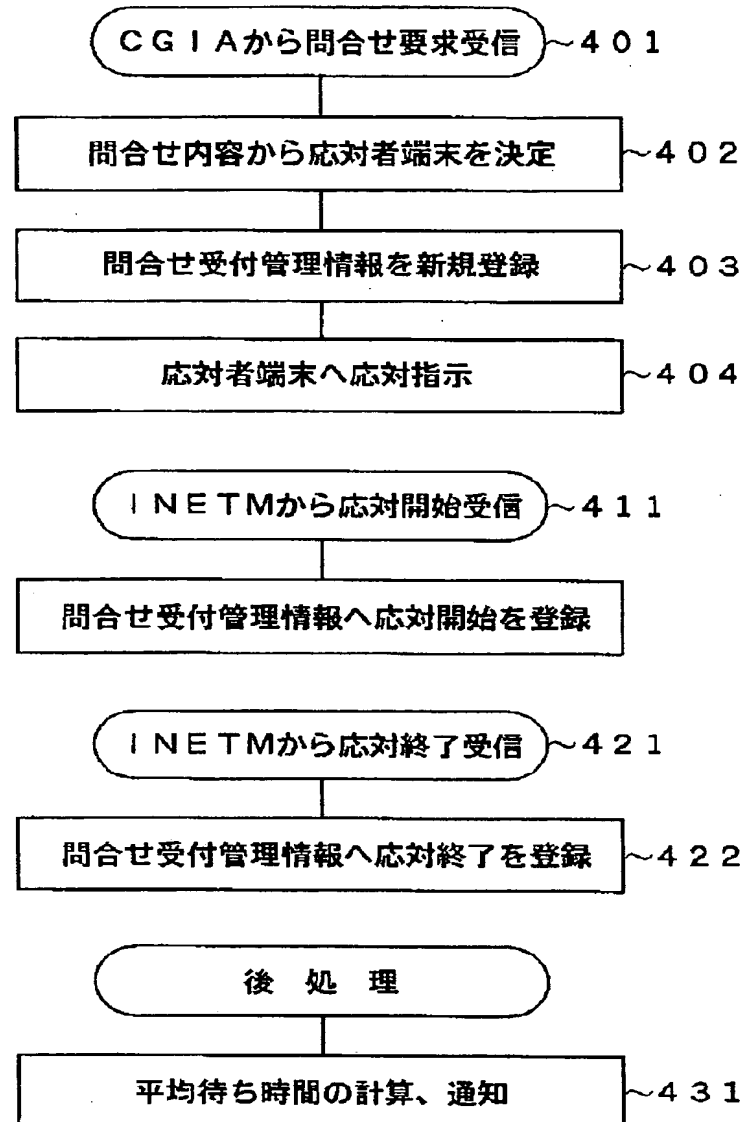 CGIAから問合せ要求受信 ~401
問合せ内容から応対者端末を決定 ~402
問合せ受付管理情報を新規登録 ~403
応対者端末へ応対指示 ~404
INETMから応対開始受信 ~411
問合せ受付管理情報へ応対開始を登録
INETMから応対終了受信 ~421
問合せ受付管理情報へ応対終了を登録 ~422
後 処 理
平均待ち時間の計算、通知 ~431